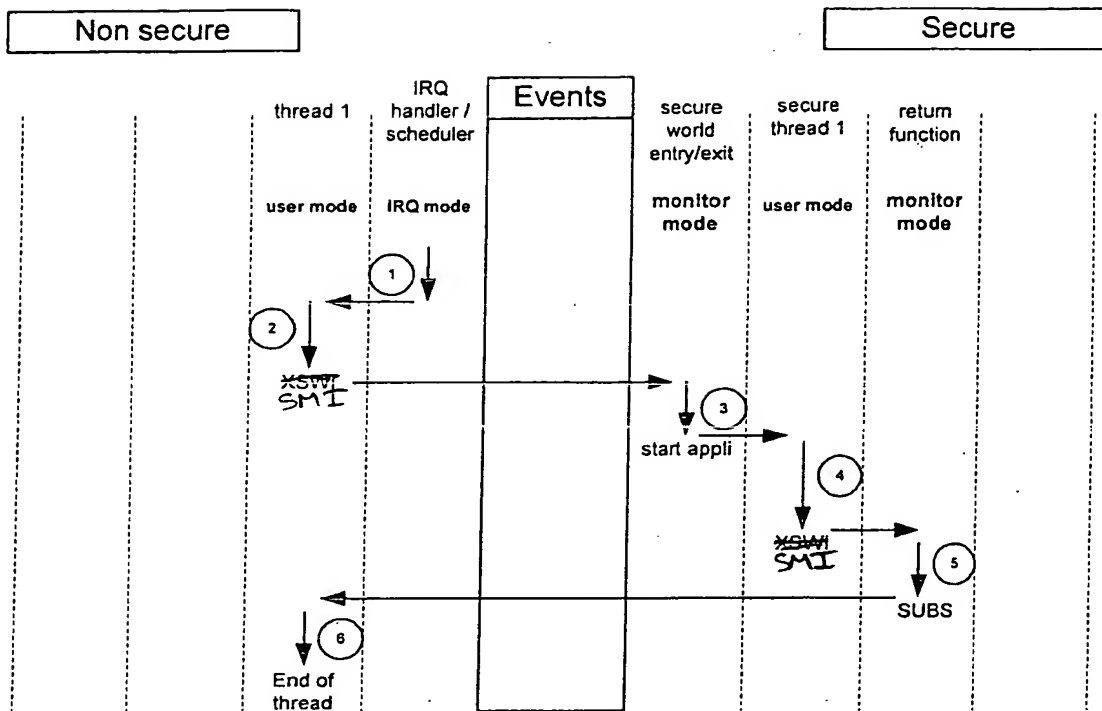 Non secure
Secure
Events
thread 1
IRQ
handler /
scheduler
secure
world
entry/exit
secure
thread 1
return
function
user mode
IRQ mode
monitor
mode
user mode
monitor
mode
1
2
XSWI
SMI
3
start appli
4
XSWI
SMI
5
SUBS
6
End of
thread